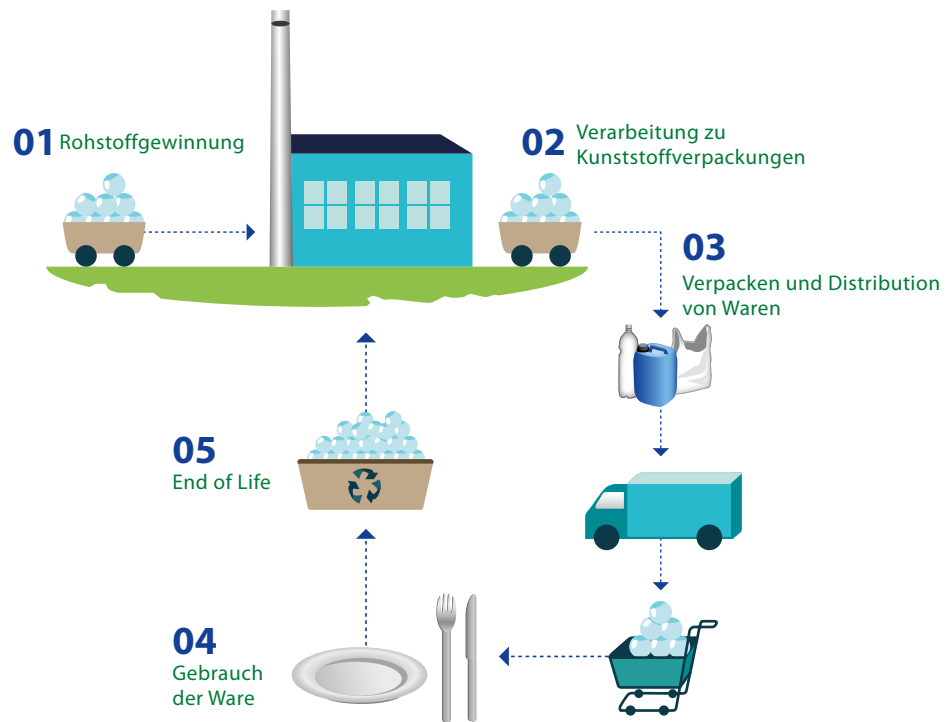 01 Rohstoffgewinnung
02 Verarbeitung zu
Kunststoffverpackungen
03
Verpacken und Distribution
von Waren
04
Gebrauch
der Ware
05
End of Life